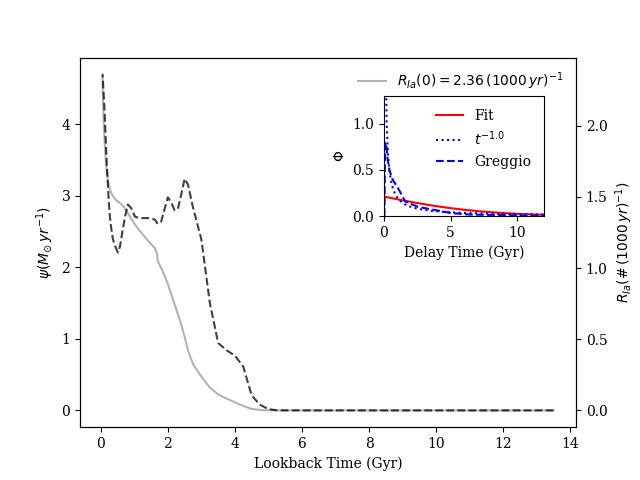 R_Ia(0) = 2.36 (1000 yr)^−1
Fit
t^−1.0
Greggio
Φ
1.0
0.5
0.0
0 5 10
Delay Time (Gyr)
ψ(M_⊙ yr^−1)
4
3
2
1
0
2.0
1.5
1.0
0.5
0.0
R_Ia(# (1000 yr)^−1)
0 2 4 6 8 10 12 14
Lookback Time (Gyr)